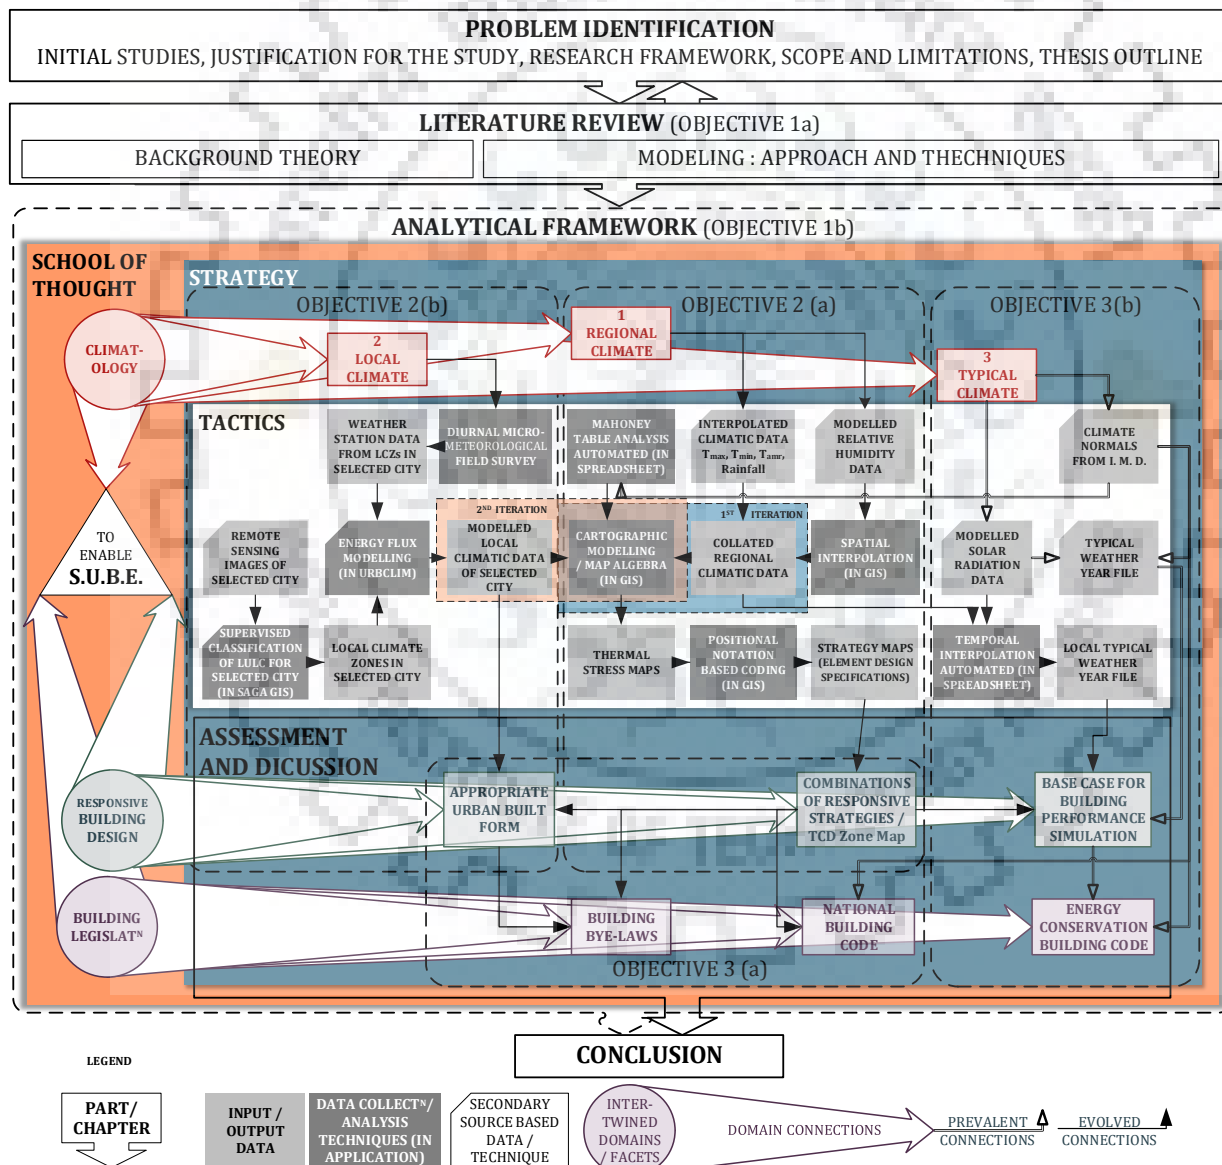 PROBLEM IDENTIFICATION
INITIAL STUDIES, JUSTIFICATION FOR THE STUDY, RESEARCH FRAMEWORK, SCOPE AND LIMITATIONS, THESIS OUTLINE
LITERATURE REVIEW (OBJECTIVE 1a)
BACKGROUND THEORY
MODELING : APPROACH AND THECHNIQUES
ANALYTICAL FRAMEWORK (OBJECTIVE 1b)
SCHOOL OF
THOUGHT
STRATEGY
OBJECTIVE 2(b)
OBJECTIVE 2 (a)
OBJECTIVE 3(b)
CLIMAT-
OLOGY
2
LOCAL
CLIMATE
1
REGIONAL
CLIMATE
3
TYPICAL
CLIMATE
TACTICS
WEATHER
STATION DATA
FROM LCZs IN
SELECTED CITY
DIURNAL MICRO-
METEOROLOGICAL
FIELD SURVEY
MAHONEY
TABLE ANALYSIS
AUTOMATED (IN
SPREADSHEET)
INTERPOLATED
CLIMATIC DATA
Tmax, Tmin, Tamr,
Rainfall
MODELLED
RELATIVE
HUMIDITY
DATA
CLIMATE
NORMALS
FROM I. M. D.
TO
ENABLE
S.U.B.E.
REMOTE
SENSING
IMAGES OF
SELECTED CITY
ENERGY FLUX
MODELLING
(IN URBCLIM)
2ND ITERATION
MODELLED
LOCAL
CLIMATIC DATA
OF SELECTED
CITY
CARTOGRAPHIC
MODELLING
/ MAP ALGEBRA
(IN GIS)
1ST ITERATION
COLLATED
REGIONAL
CLIMATIC DATA
SPATIAL
INTERPOLATION
(IN GIS)
MODELLED
SOLAR
RADIATION
DATA
TYPICAL
WEATHER
YEAR FILE
SUPERVISED
CLASSIFICATION
OF LULC FOR
SELECTED CITY
(IN SAGA GIS)
LOCAL CLIMATE
ZONES IN
SELECTED CITY
THERMAL
STRESS MAPS
POSITIONAL
NOTATION
BASED CODING
(IN GIS)
STRATEGY MAPS
(ELEMENT DESIGN
SPECIFICATIONS)
TEMPORAL
INTERPOLATION
AUTOMATED (IN
SPREADSHEET)
LOCAL TYPICAL
WEATHER
YEAR FILE
ASSESSMENT
AND DICUSSION
RESPONSIVE
BUILDING
DESIGN
APPROPRIATE
URBAN BUILT
FORM
COMBINATIONS
OF RESPONSIVE
STRATEGIES /
TCD Zone Map
BASE CASE FOR
BUILDING
PERFORMANCE
SIMULATION
BUILDING
LEGISLATN
BUILDING
BYE-LAWS
NATIONAL
BUILDING
CODE
ENERGY
CONSERVATION
BUILDING CODE
OBJECTIVE 3 (a)
CONCLUSION
LEGEND
PART/
CHAPTER
INPUT /
OUTPUT
DATA
DATA COLLECTN/
ANALYSIS
TECHNIQUES (IN
APPLICATION)
SECONDARY
SOURCE BASED
DATA /
TECHNIQUE
INTER-
TWINED
DOMAINS
/ FACETS
DOMAIN CONNECTIONS
PREVALENT
CONNECTIONS
EVOLVED
CONNECTIONS